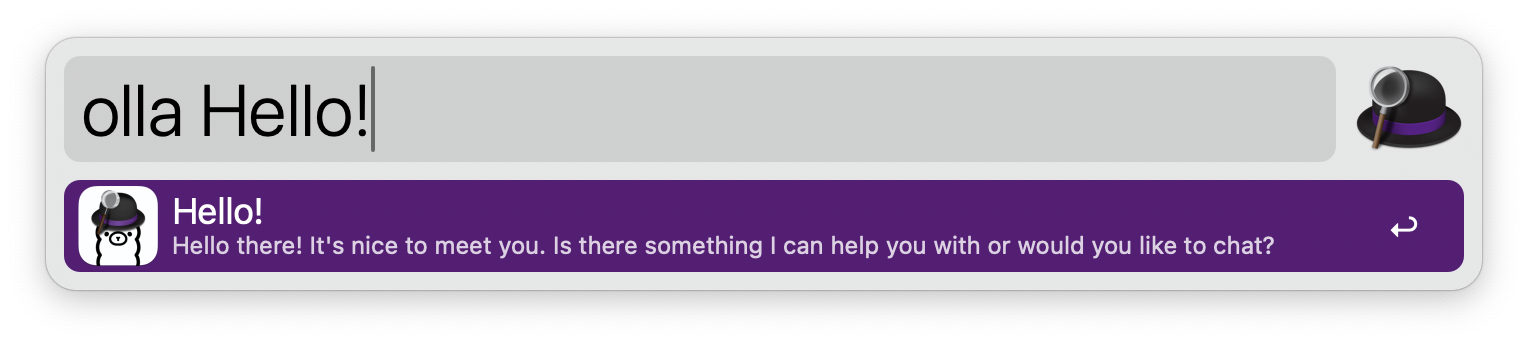 olla Hello!
Hello!
Hello there! It's nice to meet you. Is there something I can help you with or would you like to chat?